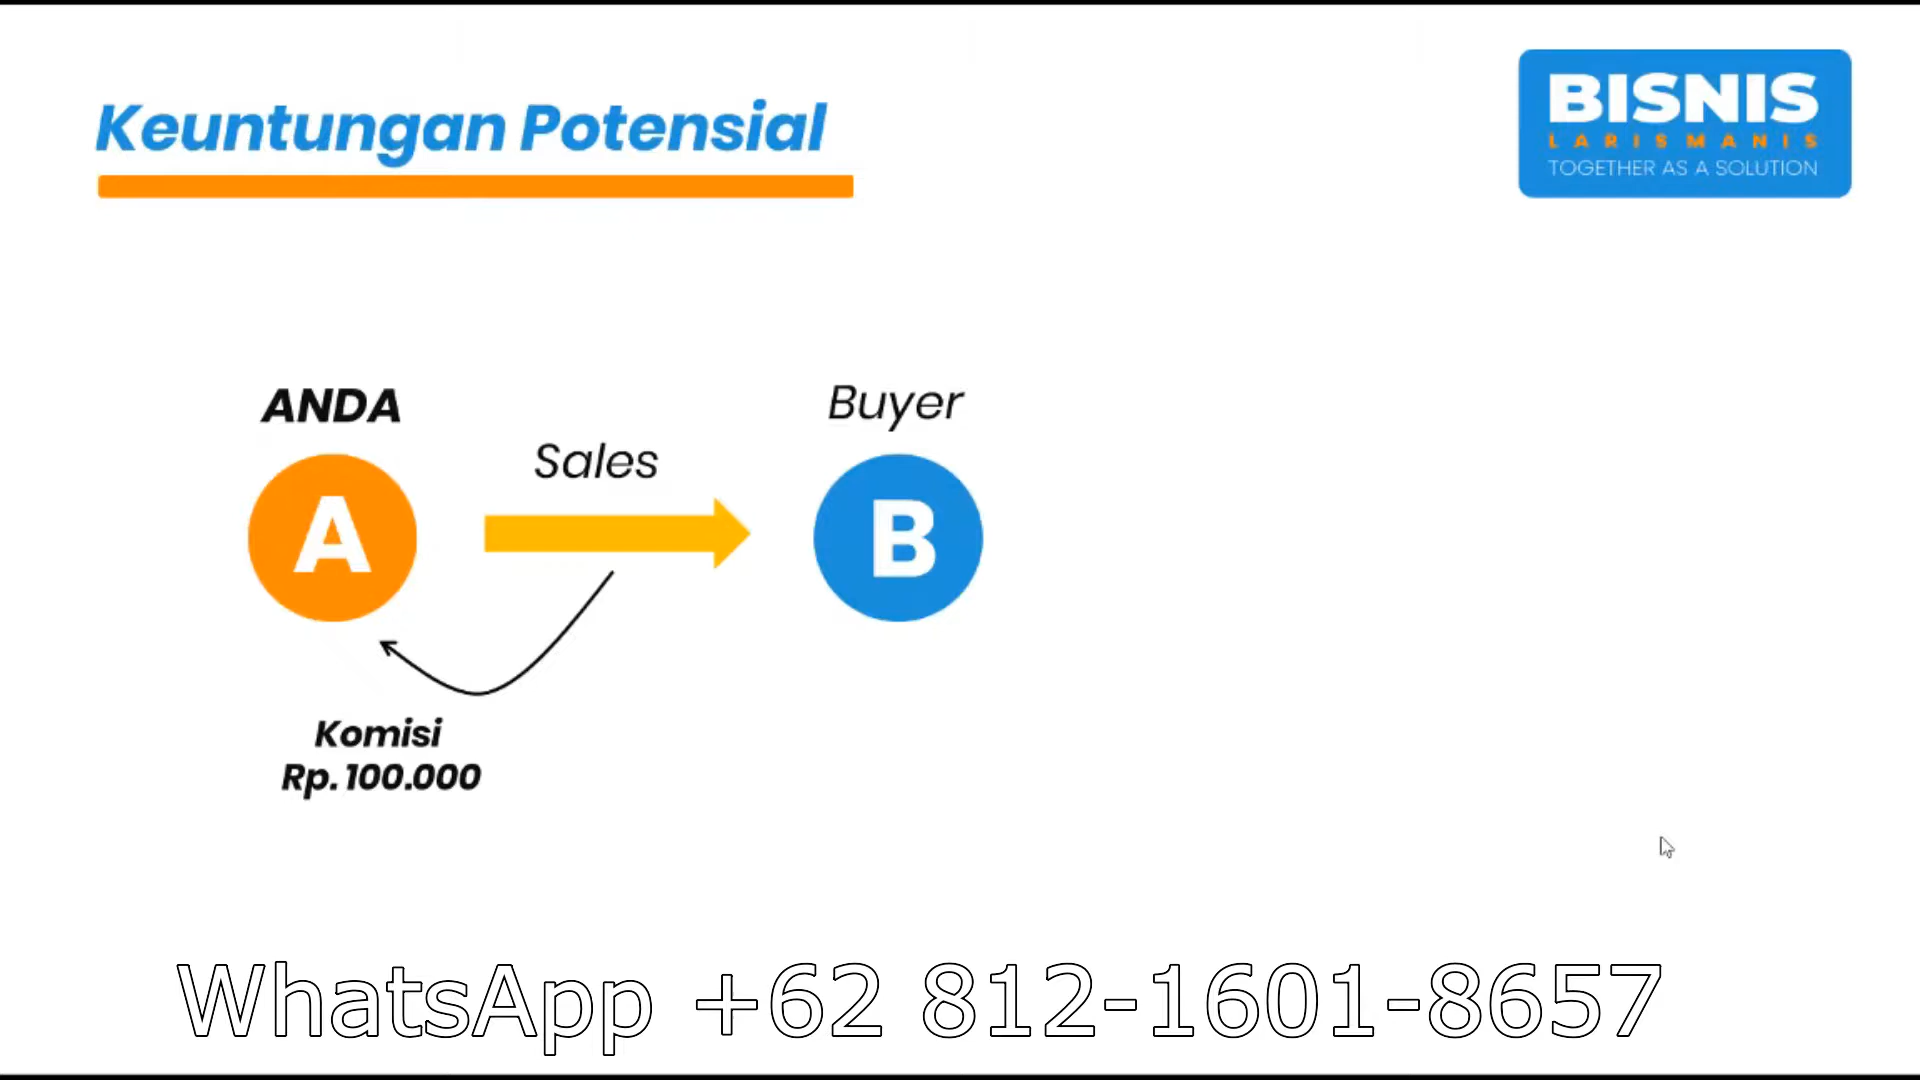 Keuntungan Potensial
BISNIS
LARISMANIS
TOGETHER AS A SOLUTION
ANDA
Buyer
Sales
A
B
Komisi
Rp. 100.000
WhatsApp +62 812-1601-8657